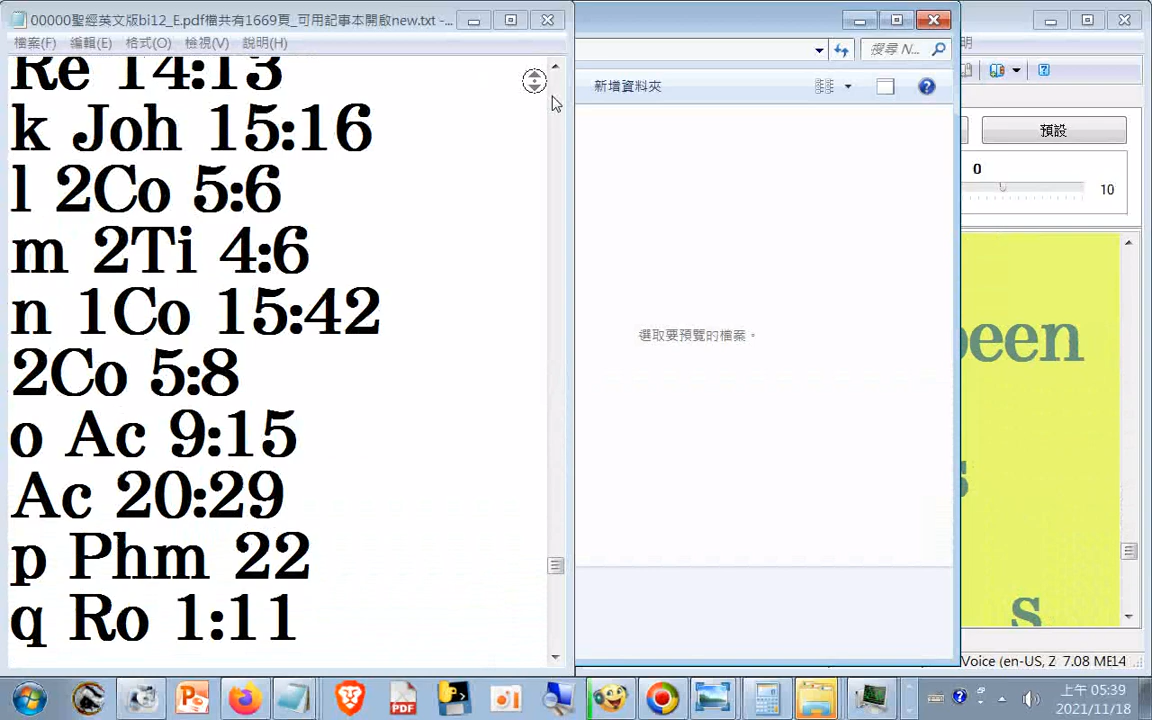 00000聖經英文版bi12_E.pdf檔共有1669頁_可用記事本開啟new.txt -...
檔案(F) 編輯(E) 格式(O) 檢視(V) 說明(H)
Re 14:13
k Joh 15:16
l 2Co 5:6
m 2Ti 4:6
n 1Co 15:42
2Co 5:8
o Ac 9:15
Ac 20:29
p Phm 22
q Ro 1:11
搜尋 N...
新增資料夾
選取要預覽的檔案。
明
預設
0
10
been
s
s
Voice (en-US, Z 7.08 ME14
PDF
上午 05:39
2021/11/18